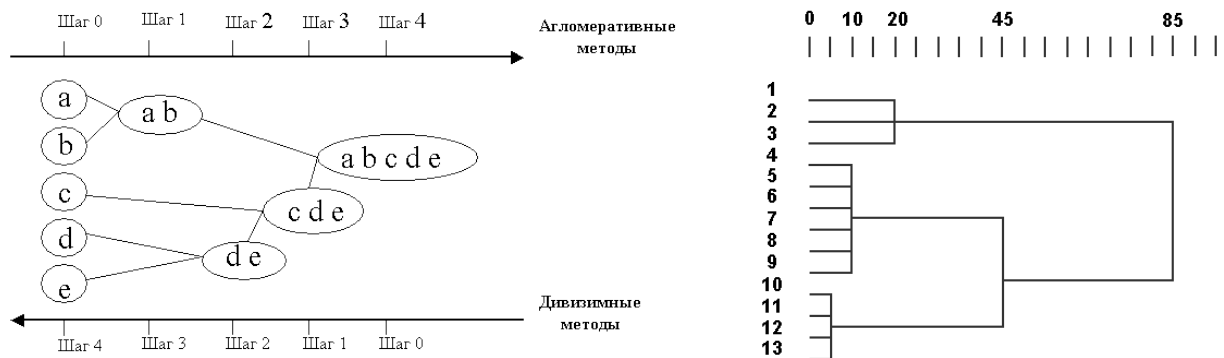 Шаг 0 Шаг 1 Шаг 2 Шаг 3 Шаг 4
Агломеративные
методы
a
b
c
d
e
a b
d e
c d e
a b c d e
Дивизимные
методы
Шаг 4 Шаг 3 Шаг 2 Шаг 1 Шаг 0
0 10 20 45 85
1
2
3
4
5
6
7
8
9
10
11
12
13